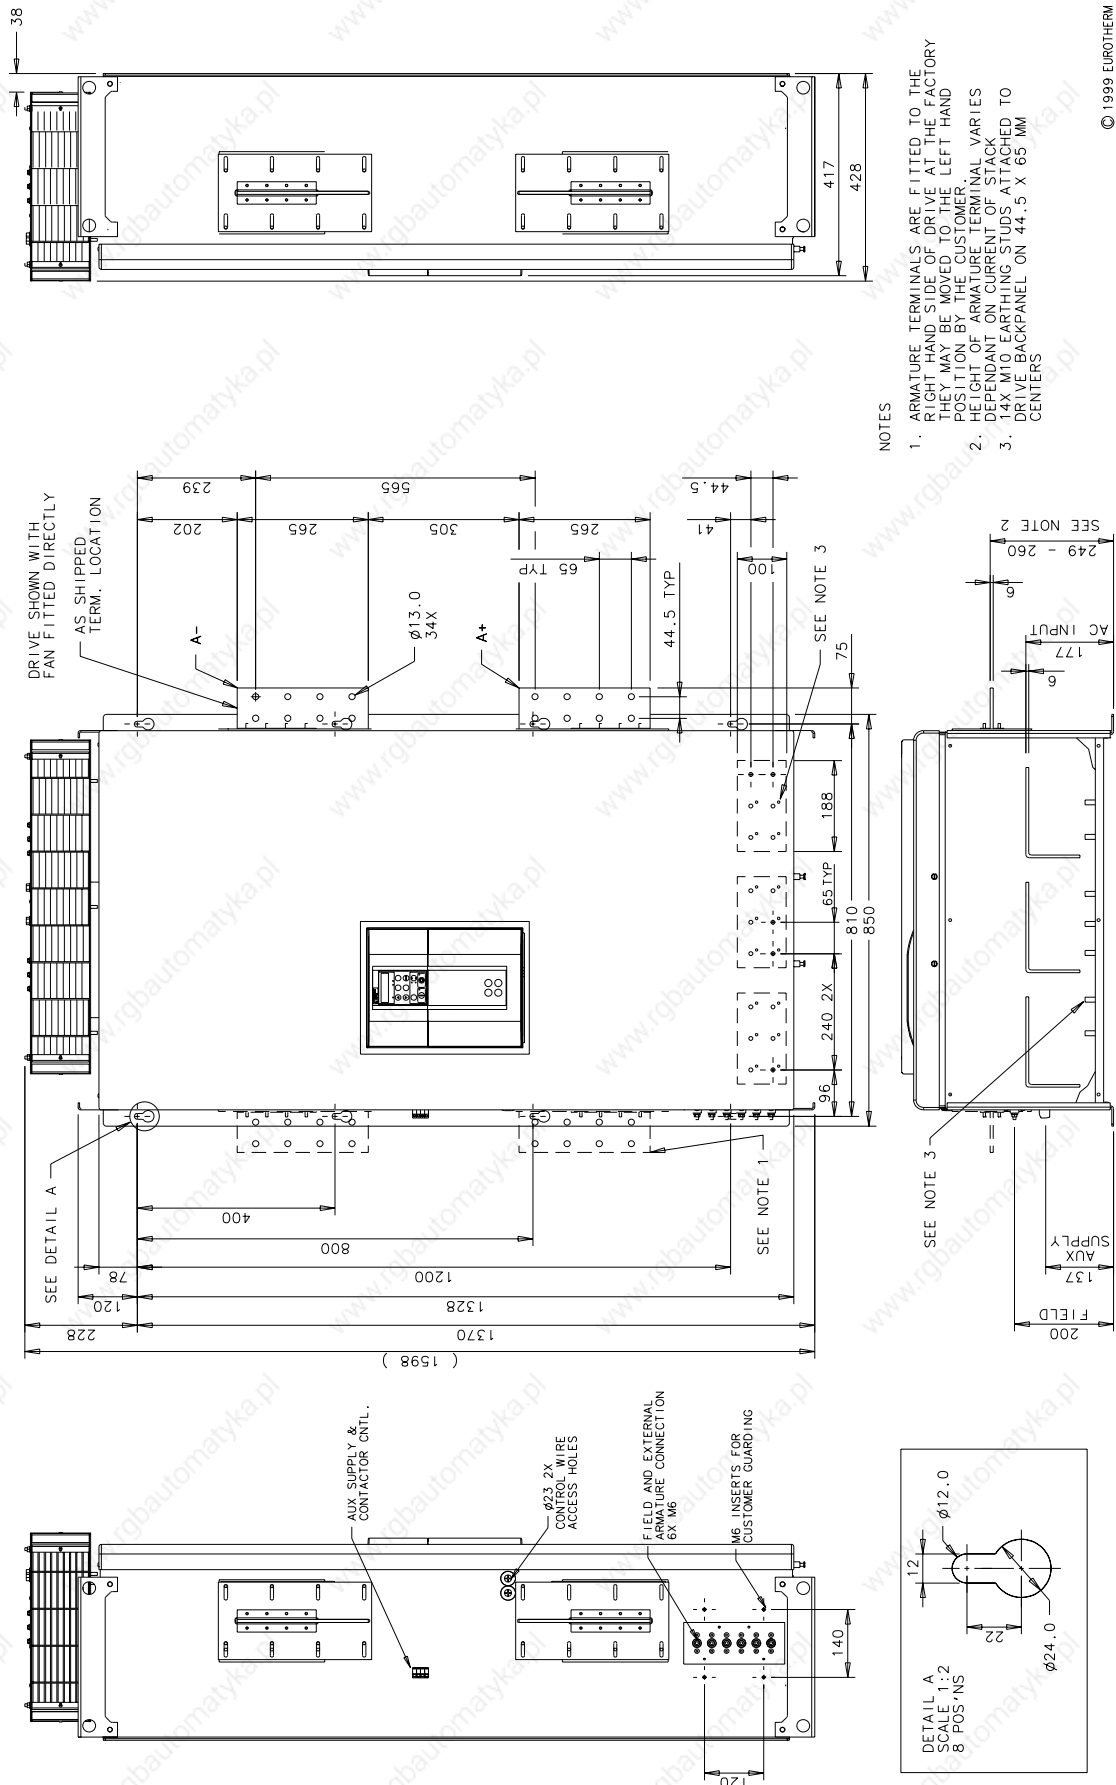 38
417
428
© 1999 EUROTHERM
NOTES
1. ARMATURE TERMINALS ARE FITTED TO THE
RIGHT HAND SIDE OF DRIVE AT THE FACTORY
THEY MAY BE MOVED TO THE LEFT HAND
POSITION BY THE CUSTOMER.
2. HEIGHT OF ARMATURE TERMINAL VARIES
DEPENDANT ON CURRENT OF STACK
3. 14X M10 EARTHING STUDS ATTACHED TO
DRIVE BACKPANEL ON 44.5 X 65 MM
CENTERS
DRIVE SHOWN WITH
FAN FITTED DIRECTLY
AS SHIPPED
TERM. LOCATION
A-
Ø13.0
34X
A+
239
565
202
265
305
265
65 TYP
44.5
41
100
44.5 TYP
75
SEE NOTE 3
188
65TYP
810
850
240 2X
96
SEE DETAIL A
400
800
1200
78
1328
120
1370
228
( 1598 )
SEE NOTE 1
SEE NOTE 2
249 - 260
6
AC INPUT
177
6
SEE NOTE 3
AUX
SUPPLY
137
FIELD
200
AUX SUPPLY &
CONTACTOR CNTL.
Ø23 2X
CONTROL WIRE
ACCESS HOLES
FIELD AND EXTERNAL
ARMATURE CONNECTION
6X M6
M6 INSERTS FOR
CUSTOMER GUARDING
140
120
DETAIL A
SCALE 1:2
8 POS'NS
12
Ø12.0
22
Ø24.0
www.rgbautomatyka.pl